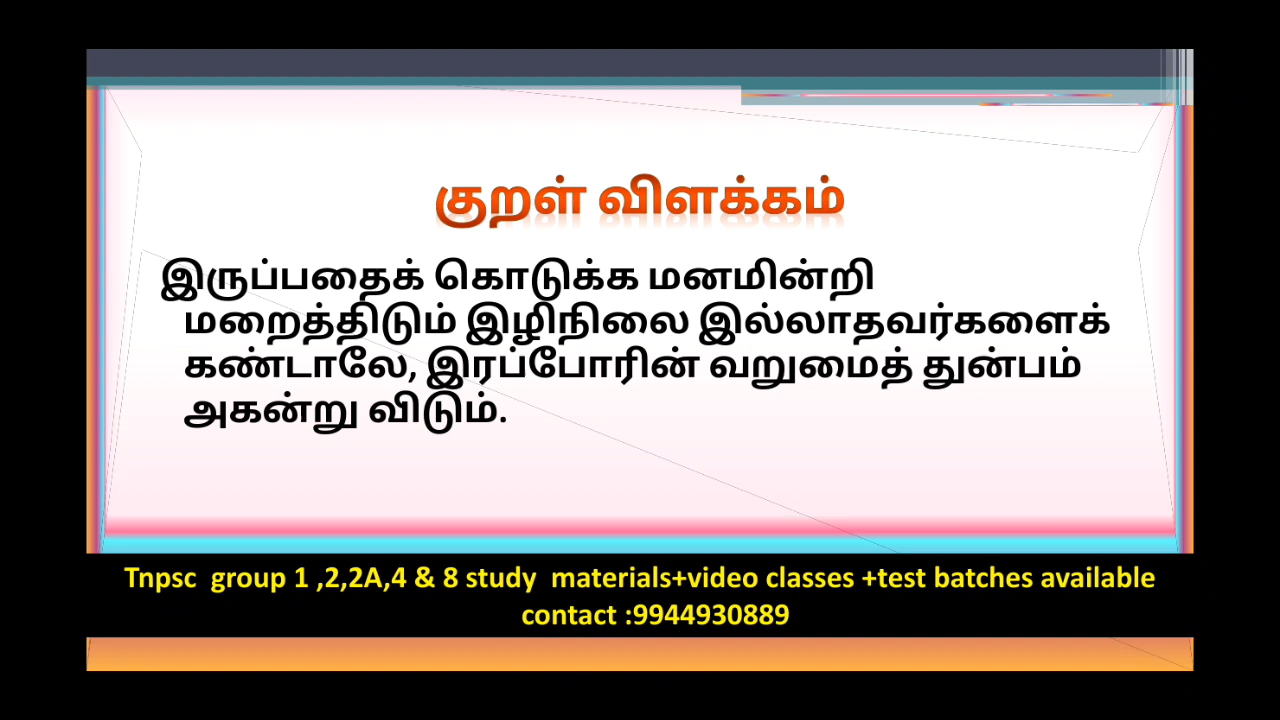 குறள் விளக்கம்
இருப்பதைக் கொடுக்க மனமின்றி
மறைத்திடும் இழிநிலை இல்லாதவர்களைக்
கண்டாலே, இரப்போரின் வறுமைத் துன்பம்
அகன்று விடும்.
Tnpsc group 1 ,2,2A,4 & 8 study materials+video classes +test batches available
contact :9944930889